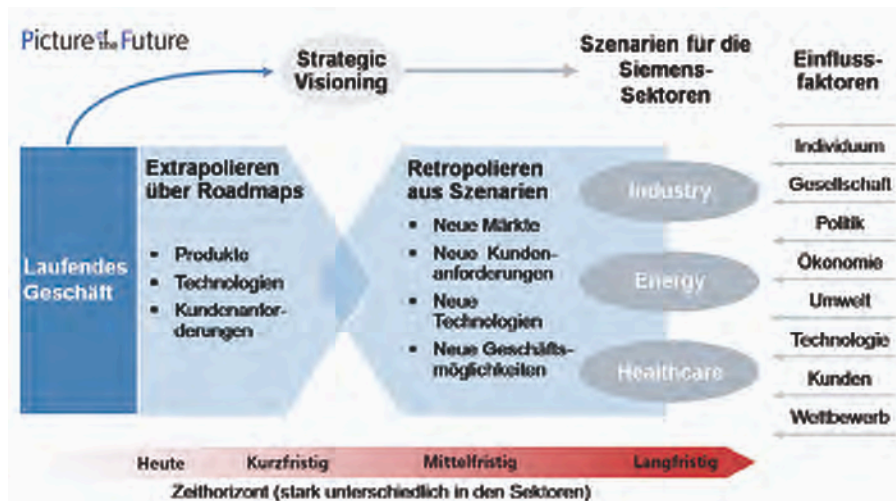 Picture of the Future
Strategic
Visioning
Szenarien für die
Siemens-
Sektoren
Einfluss-
faktoren
Laufendes
Geschäft
Extrapolieren
über Roadmaps
▪ Produkte
▪ Technologien
▪ Kundenanfor-
derungen
Retropolieren
aus Szenarien
▪ Neue Märkte
▪ Neue Kunden-
anforderungen
▪ Neue
Technologien
▪ Neue Geschäfts-
möglichkeiten
Industry
Energy
Healthcare
Individuum
Gesellschaft
Politik
Ökonomie
Umwelt
Technologie
Kunden
Wettbewerb
Heute Kurzfristig Mittelfristig Langfristig
Zeithorizont (stark unterschiedlich in den Sektoren)